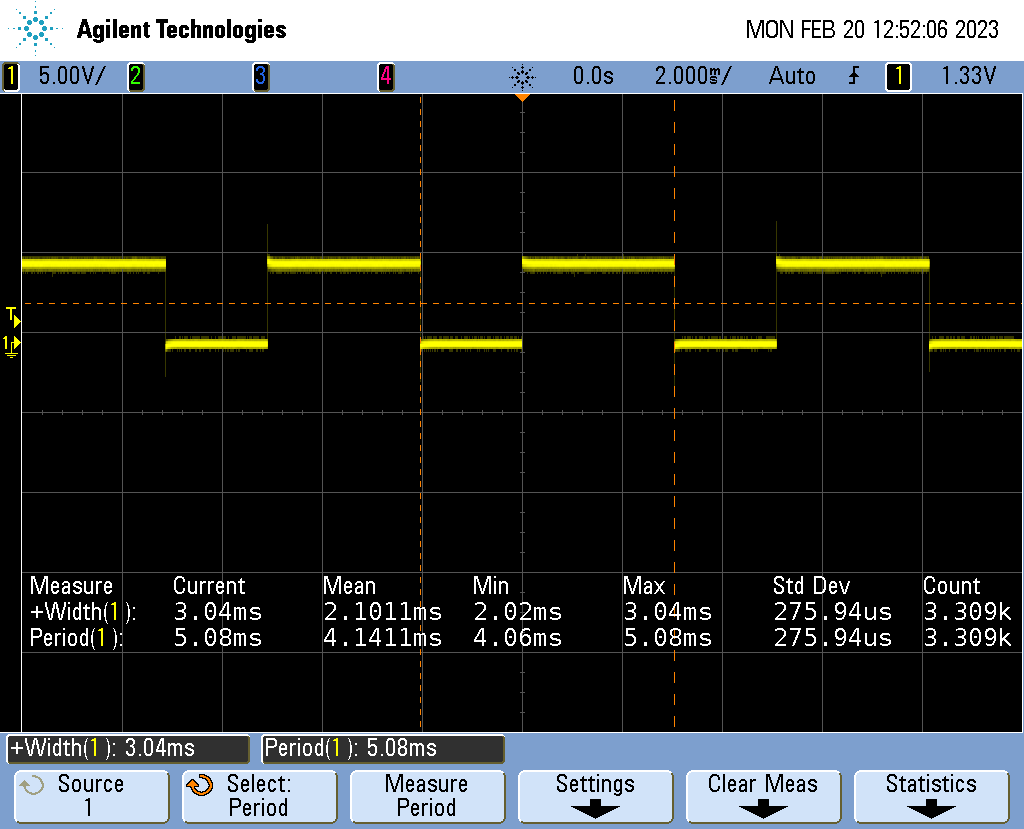 Agilent Technologies MON FEB 20 12:52:06 2023
1 5.00V/ 2 3 4 0.0s 2.000ms/ Auto 1 1.33V
T
1
Measure Current Mean Min Max Std Dev Count
+Width(1): 3.04ms 2.1011ms 2.02ms 3.04ms 275.94us 3.309k
Period(1): 5.08ms 4.1411ms 4.06ms 5.08ms 275.94us 3.309k
+Width(1): 3.04ms Period(1): 5.08ms
Source Select: Measure Settings Clear Meas Statistics
1 Period Period